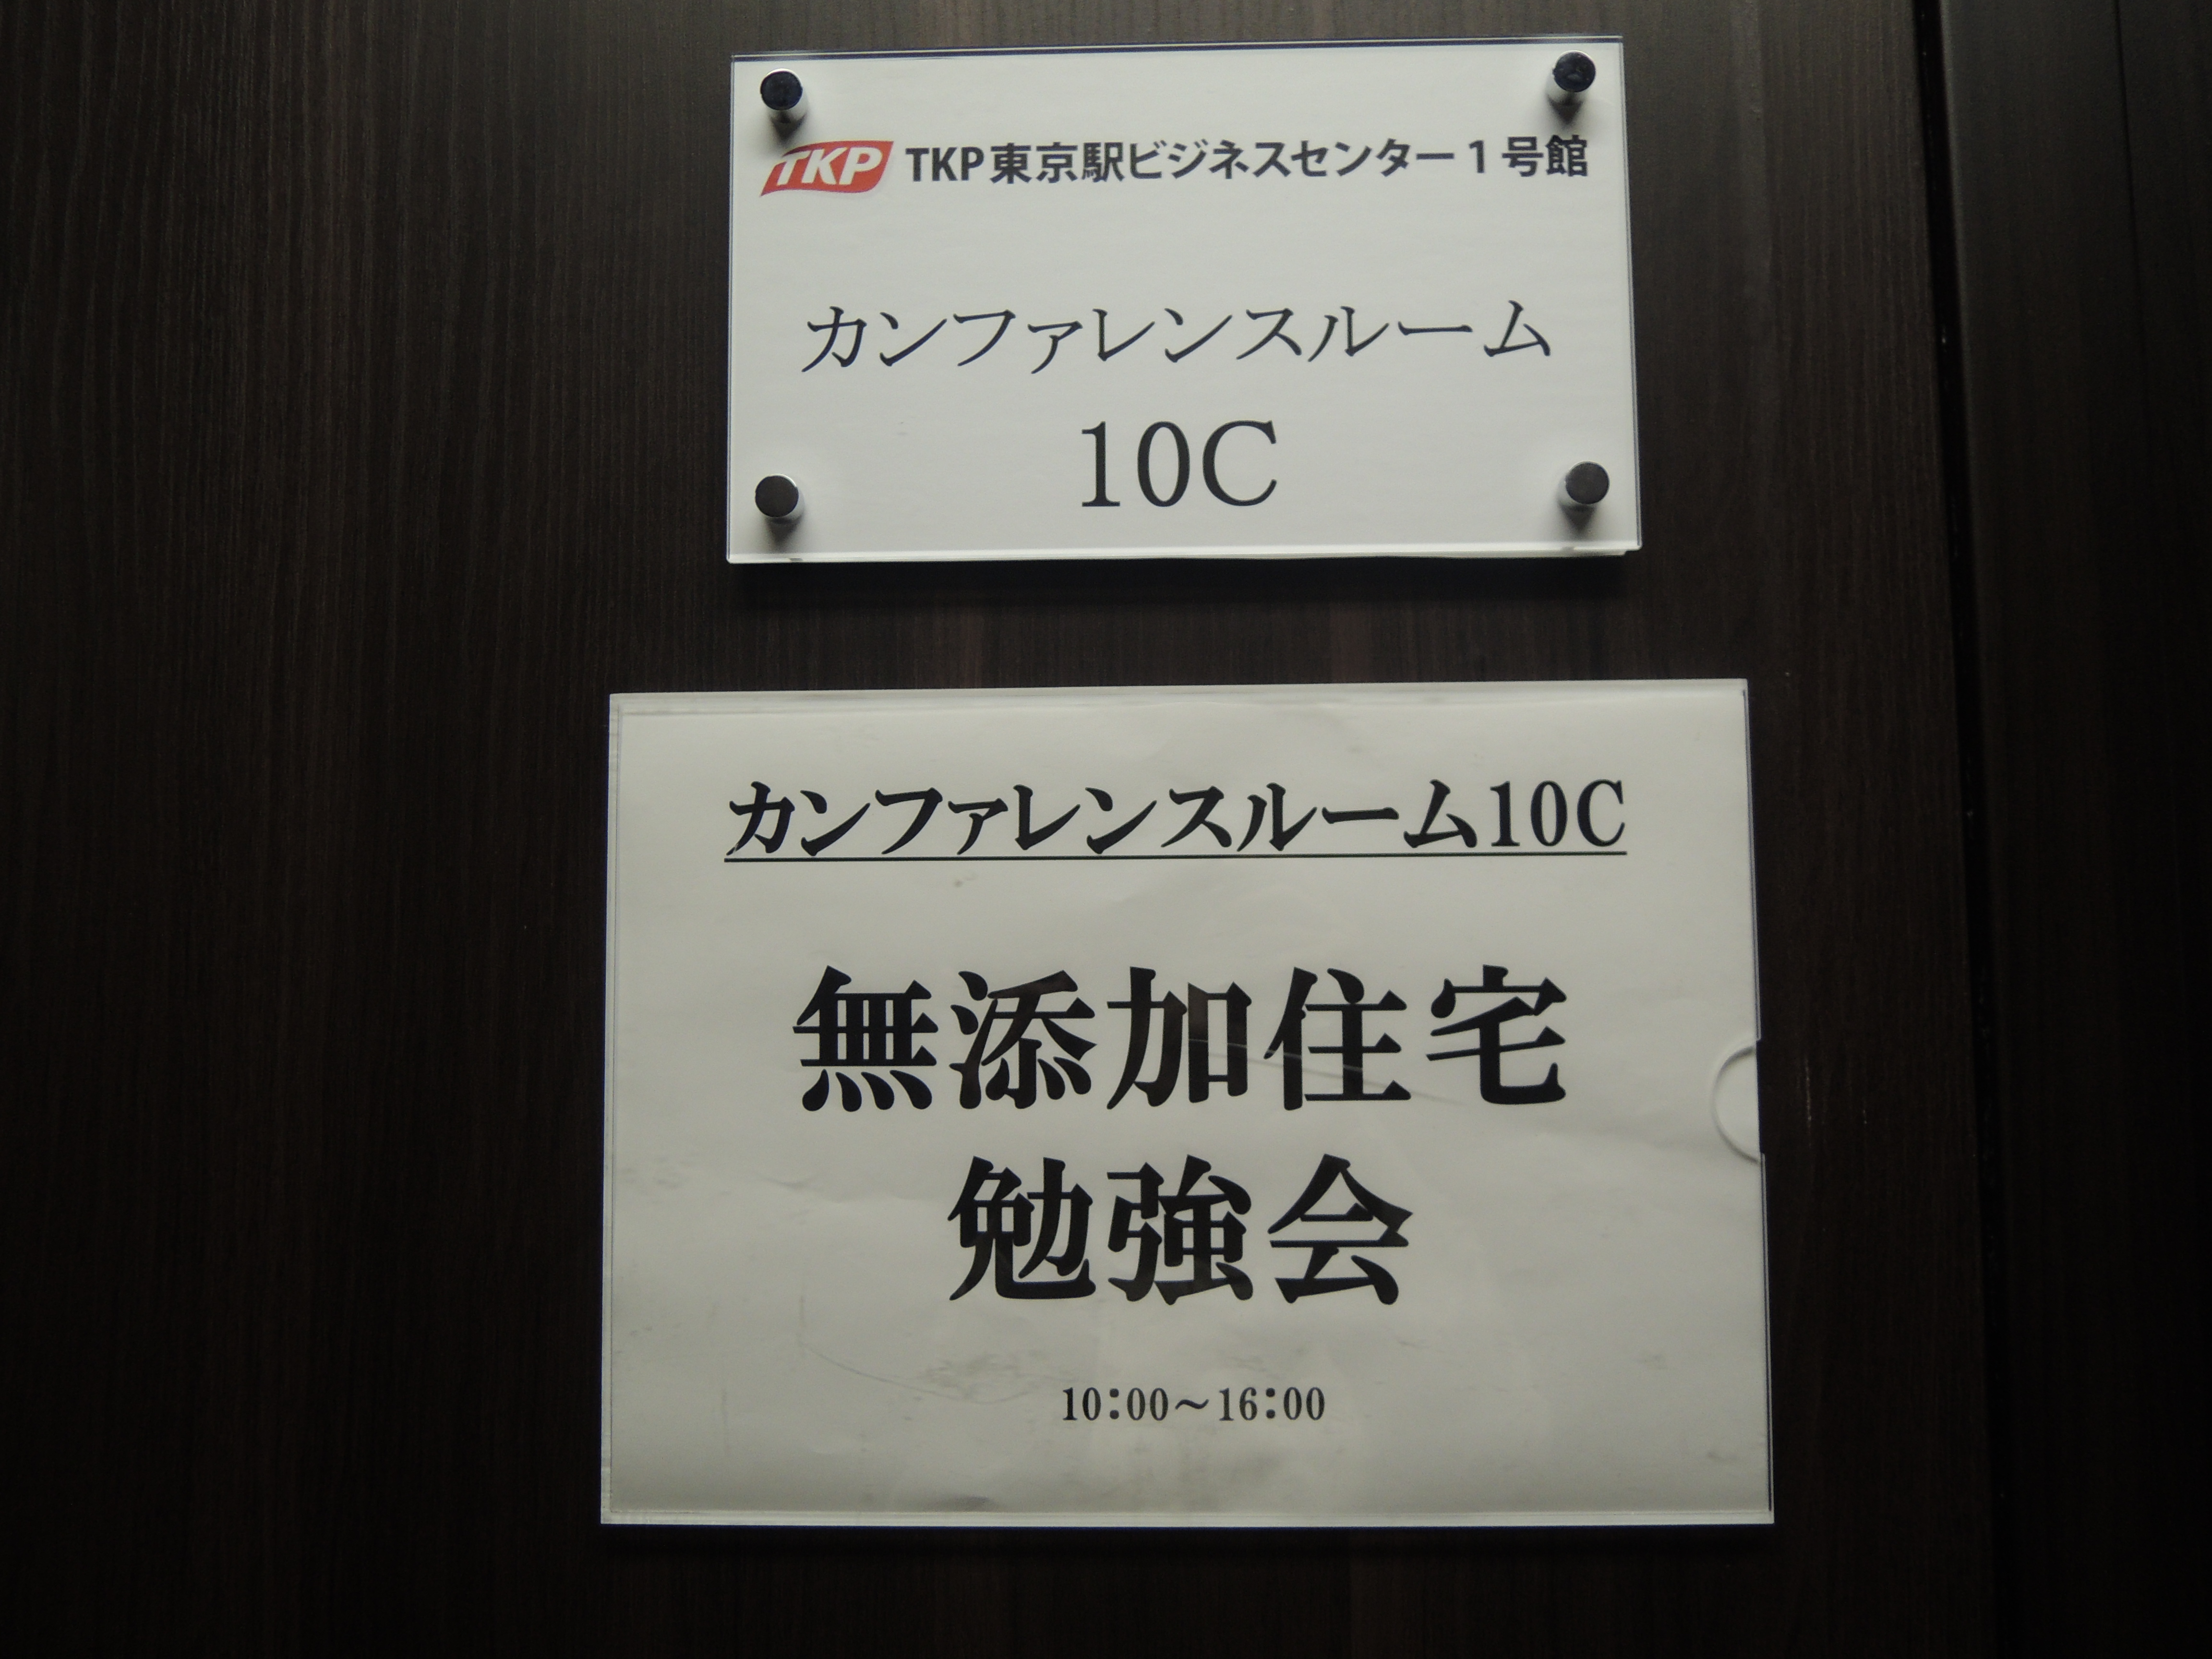 TKP TKP東京駅ビジネスセンター1号館
カンファレンスルーム
10C
カンファレンスルーム10C
無添加住宅
勉強会
10:00～16:00